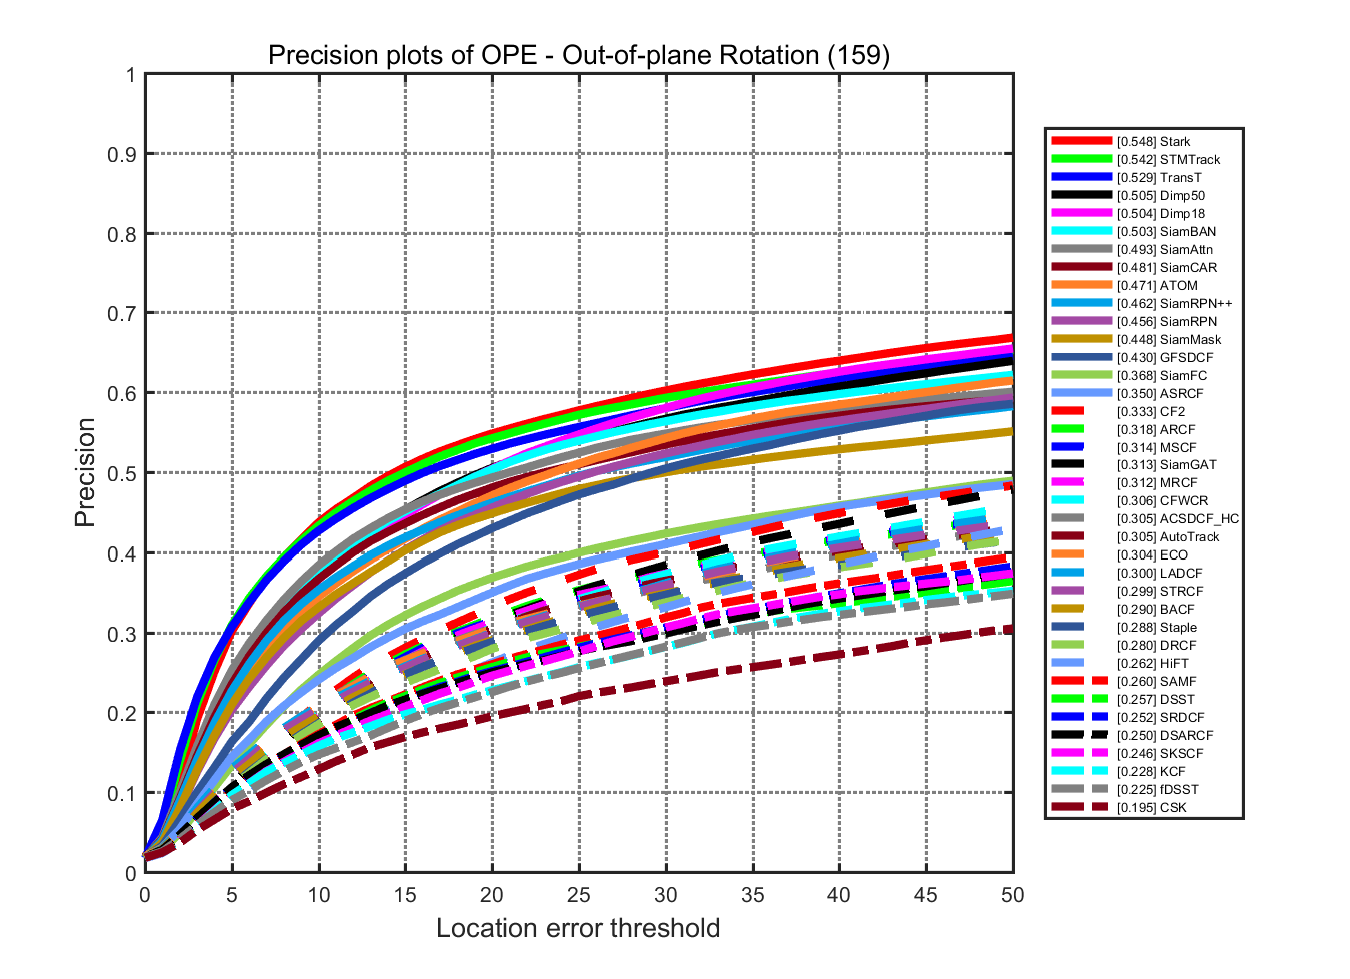 Precision plots of OPE - Out-of-plane Rotation (159)
1
0.9
0.8
0.7
0.6
0.5
0.4
0.3
0.2
0.1
0
Precision
0 5 10 15 20 25 30 35 40 45 50
Location error threshold
[0.548] Stark
[0.542] STMTrack
[0.529] TransT
[0.505] Dimp50
[0.504] Dimp18
[0.503] SiamBAN
[0.493] SiamAttn
[0.481] SiamCAR
[0.471] ATOM
[0.462] SiamRPN++
[0.456] SiamRPN
[0.448] SiamMask
[0.430] GFSDCF
[0.368] SiamFC
[0.350] ASRCF
[0.333] CF2
[0.318] ARCF
[0.314] MSCF
[0.313] SiamGAT
[0.312] MRCF
[0.306] CFWCR
[0.305] ACSDCF_HC
[0.305] AutoTrack
[0.304] ECO
[0.300] LADCF
[0.299] STRCF
[0.290] BACF
[0.288] Staple
[0.280] DRCF
[0.262] HiFT
[0.260] SAMF
[0.257] DSST
[0.252] SRDCF
[0.250] DSARCF
[0.246] SKSCF
[0.228] KCF
[0.225] fDSST
[0.195] CSK